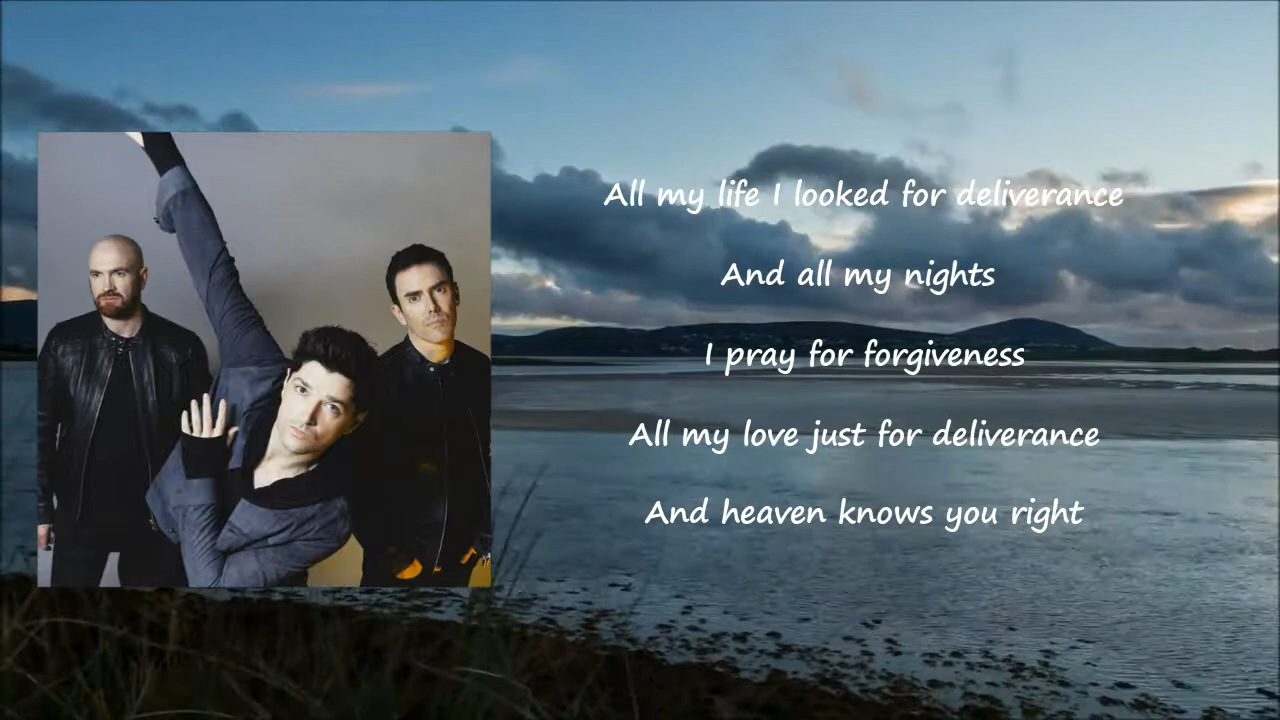 All my life I looked for deliverance
And all my nights
I pray for forgiveness
All my love just for deliverance
And heaven knows you right